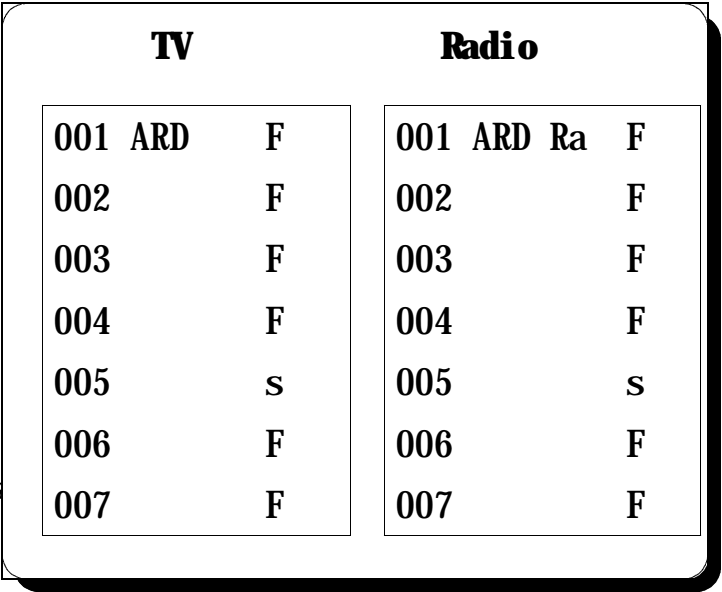 TV
001 ARD F
002 F
003 F
004 F
005 s
006 F
007 F
Radio
001 ARD Ra F
002 F
003 F
004 F
005 s
006 F
007 F